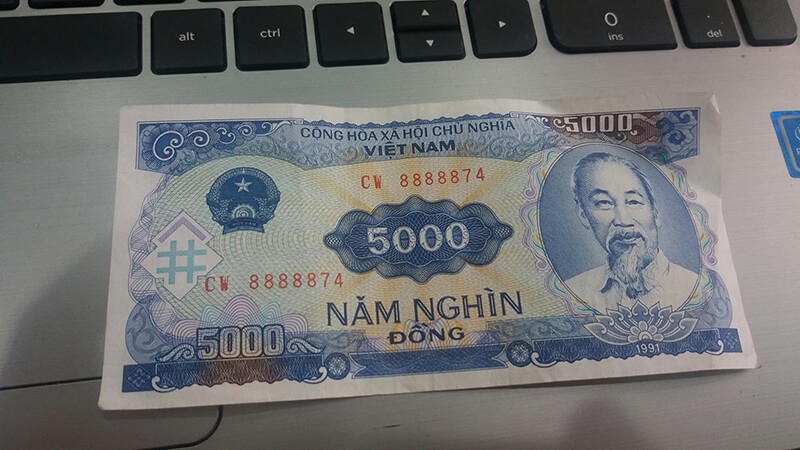 alt
ctrl
0
ins
del
CỘNG HÒA XÃ HỘI CHỦ NGHĨA
VIỆT NAM
5000
CW 8888874
5000
CW 8888874
NĂM NGHÌN
ĐỒNG
5000
1991